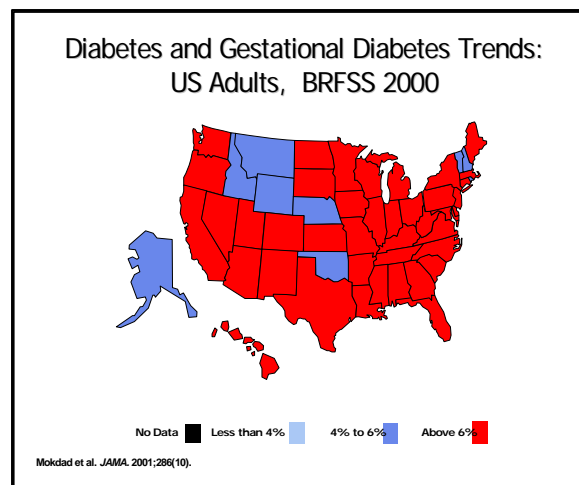 Diabetes and Gestational Diabetes Trends:
US Adults, BRFSS 2000
No Data Less than 4% 4% to 6% Above 6%
Mokdad et al. JAMA. 2001;286(10).